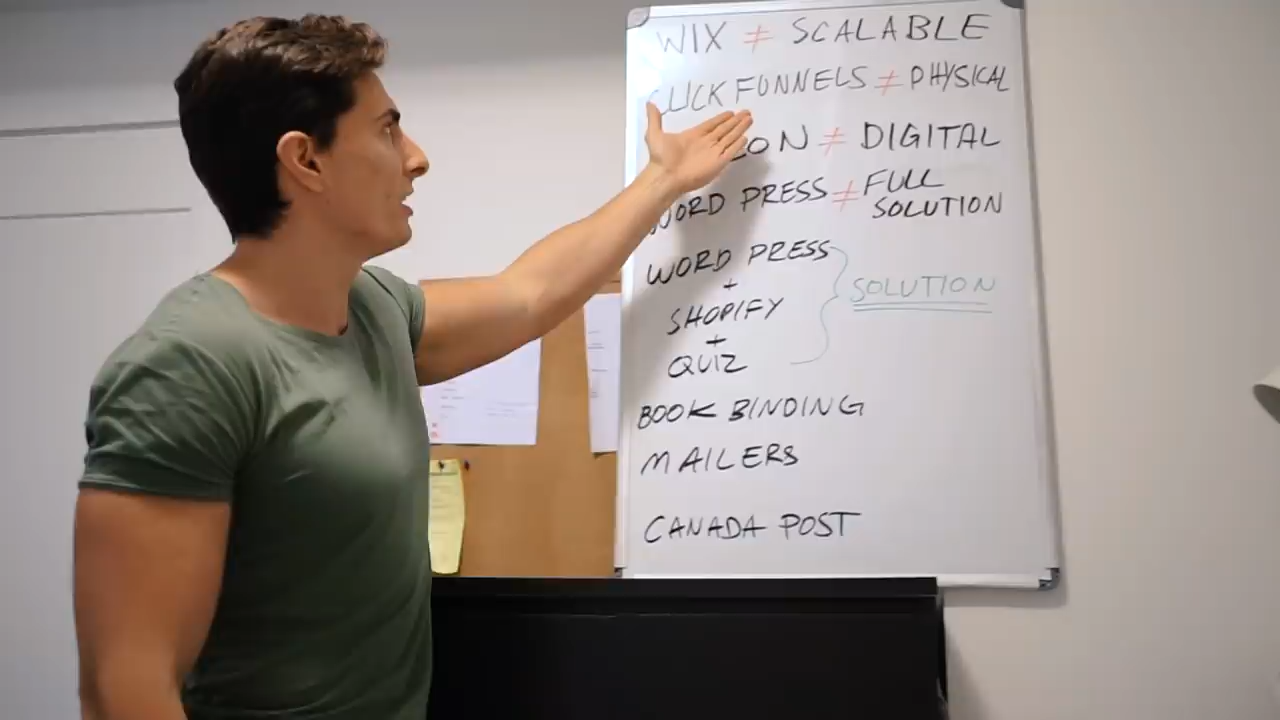 WIX ≠ SCALABLE
CLICK FUNNELS ≠ PHYSICAL
ZON ≠ DIGITAL
WORD PRESS ≠ FULL SOLUTION
WORD PRESS
+
SHOPIFY
+
QUIZ
SOLUTION
BOOK BINDING
MAILERS
CANADA POST